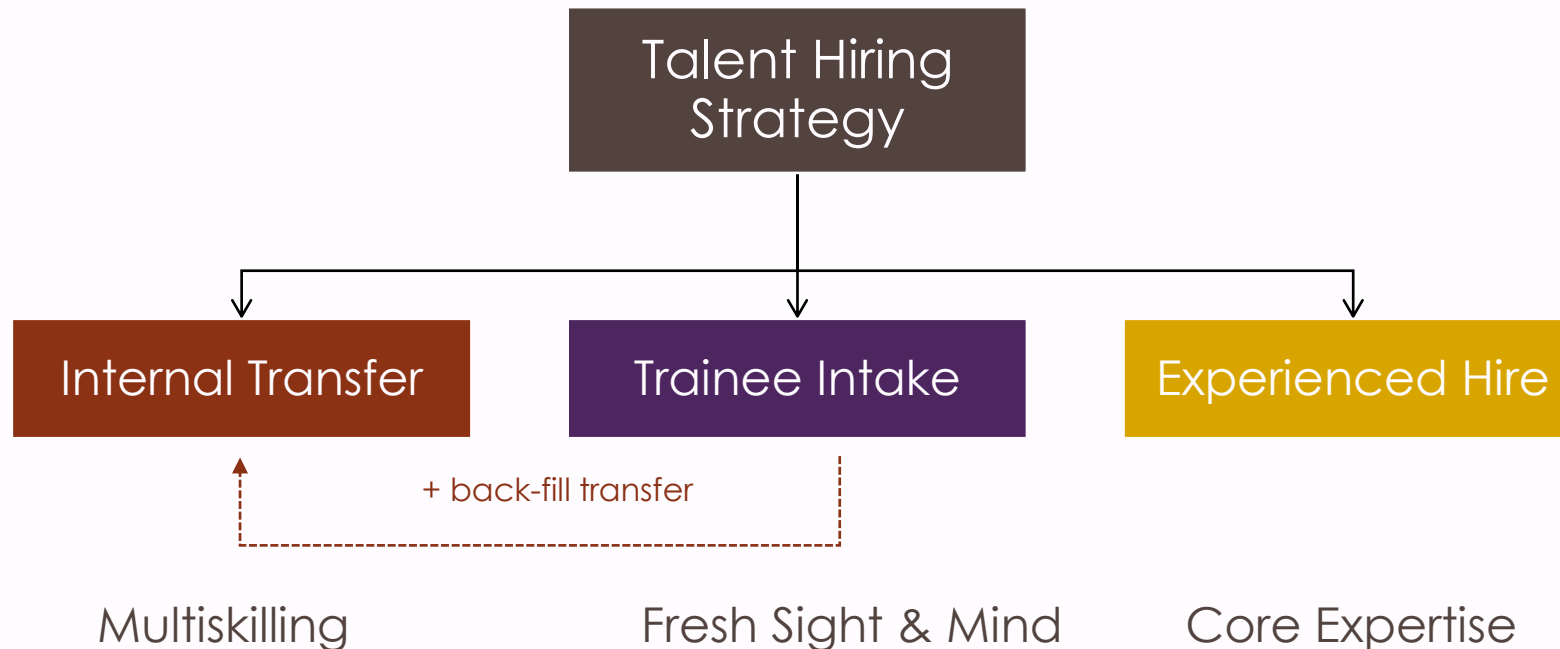 Talent Hiring
Strategy
Internal Transfer
Trainee Intake
Experienced Hire
+ back-fill transfer
Multiskilling
Fresh Sight & Mind
Core Expertise